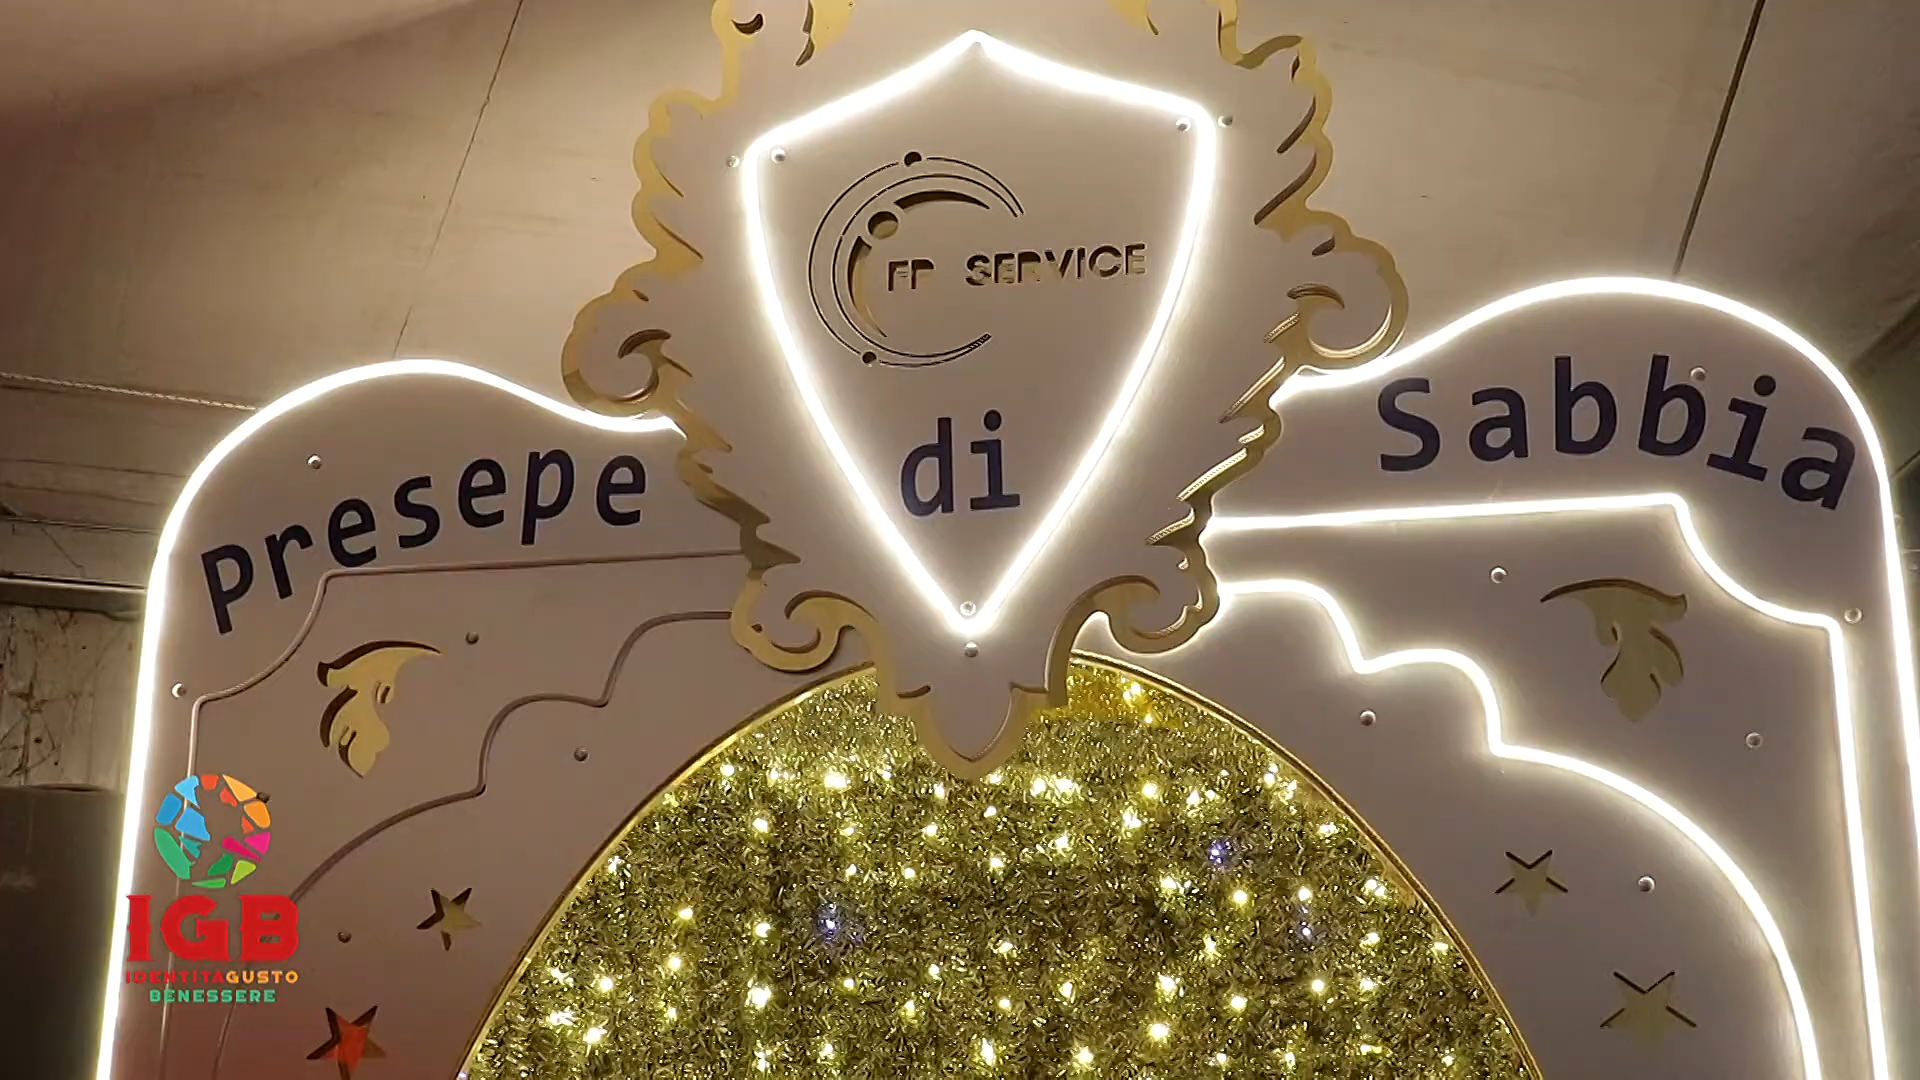 FP SERVICE
presepe di Sabbia
IGB
IDENTITAGUSTO
BENESSERE